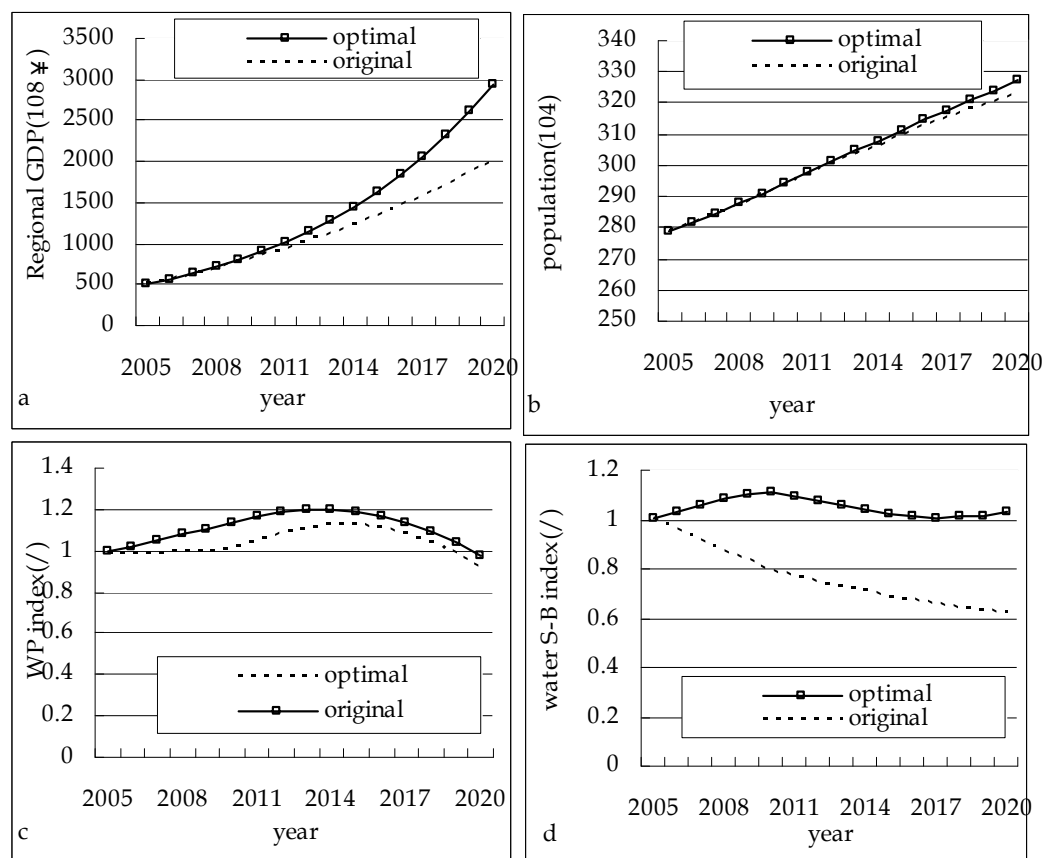 3500
3000
2500
2000
1500
1000
500
0
Regional GDP(108 ¥)
optimal
original
2005 2008 2011 2014 2017 2020
year
a
340
330
320
310
300
290
280
270
260
250
population(104)
optimal
original
2005 2008 2011 2014 2017 2020
year
b
1.4
1.2
1
0.8
0.6
0.4
0.2
0
WP index(/)
optimal
original
2005 2008 2011 2014 2017 2020
year
c
1.2
1
0.8
0.6
0.4
0.2
0
water S-B index(/)
optimal
original
2005 2008 2011 2014 2017 2020
year
d